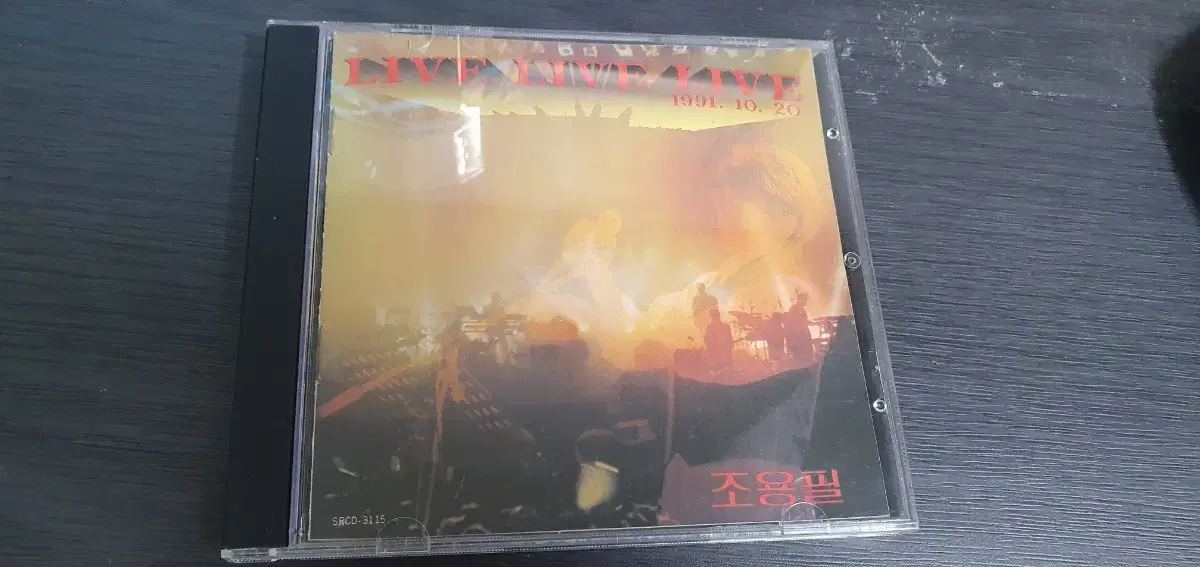 LIVE LIVE LIVE
1991. 10. 20
조용필
SRCD-3115